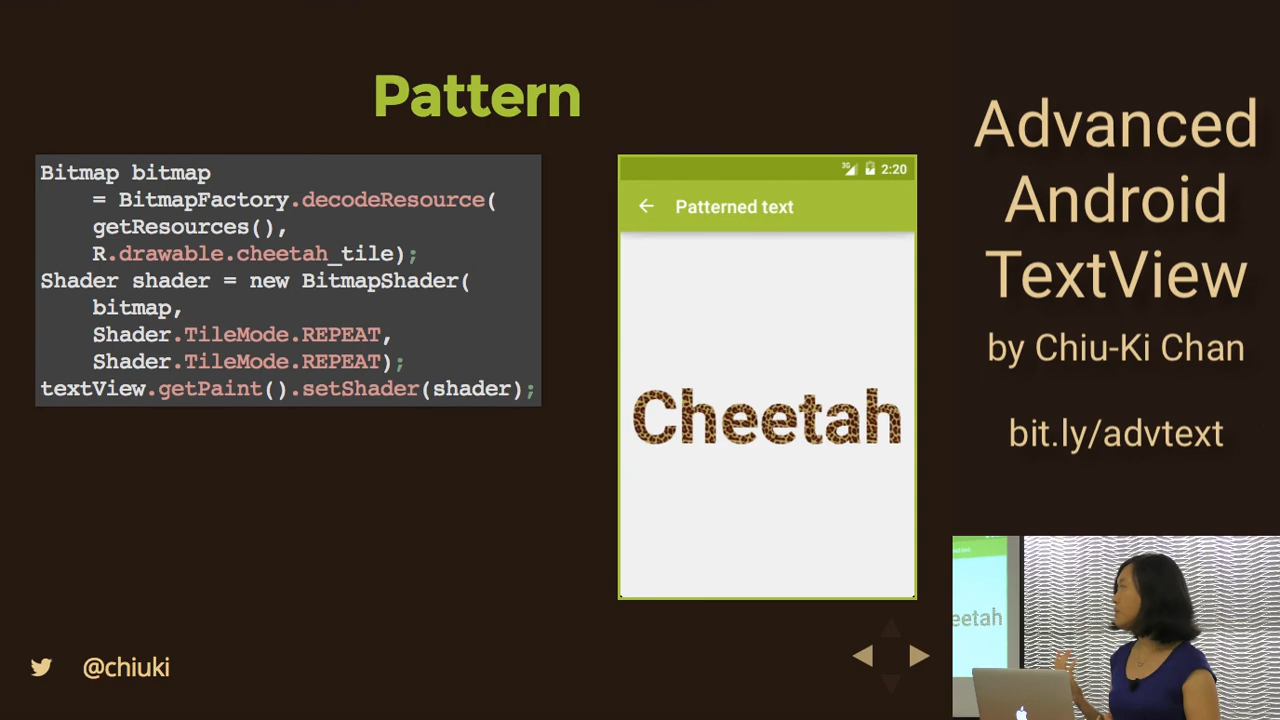 Pattern
Bitmap bitmap
= BitmapFactory.decodeResource(
getResources(),
R.drawable.cheetah_tile);
Shader shader = new BitmapShader(
bitmap,
Shader.TileMode.REPEAT,
Shader.TileMode.REPEAT);
textView.getPaint().setShader(shader);
3G 2:20
Patterned text
Cheetah
@chiuki
Advanced
Android
TextView
by Chiu-Ki Chan
bit.ly/advtext
eetah